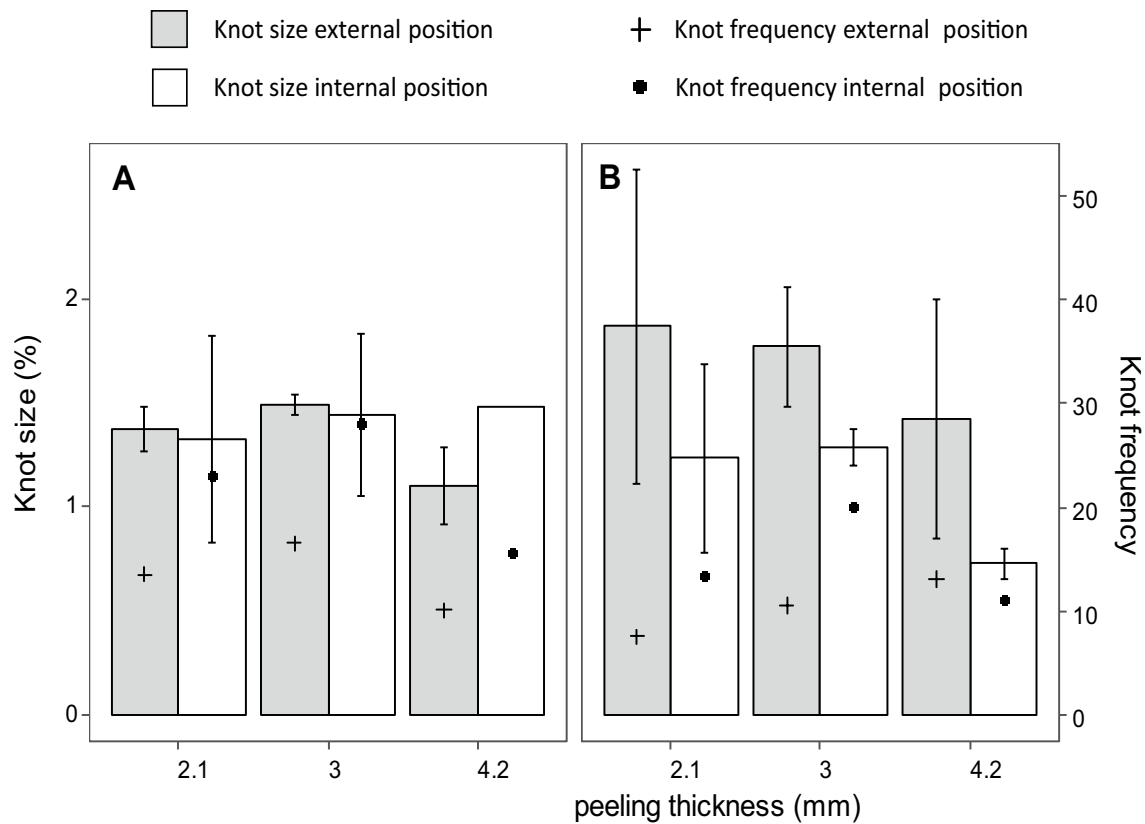 Knot size external position
Knot frequency external position
Knot size internal position
Knot frequency internal position
A
B
Knot size (%)
2
1
0
50
40
30
20
10
0
Knot frequency
2.1
3
4.2
2.1
3
4.2
peeling thickness (mm)